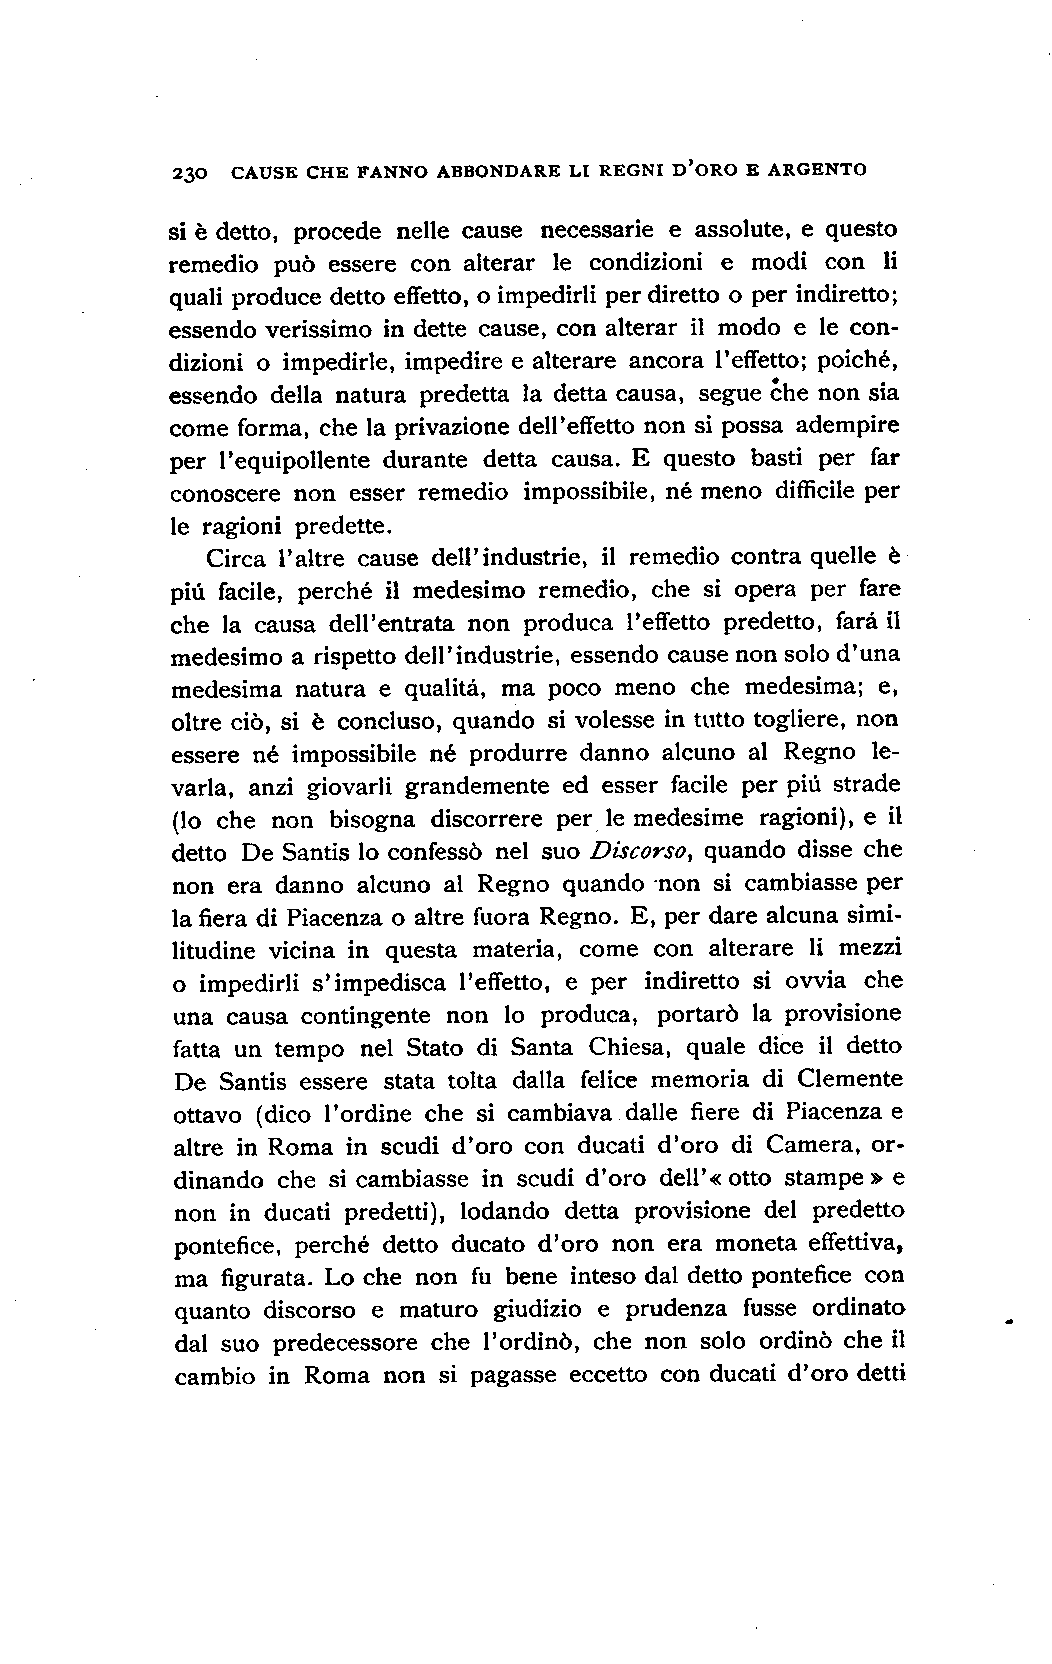 230 CAUSE CHE FANNO ABBONDARE LI REGNI D'ORO E ARGENTO
si è detto, procede nelle cause necessarie e assolute, e questo
remedio può essere con alterar le condizioni e modi con li
quali produce detto effetto, o impedirli per diretto o per indiretto;
essendo verissimo in dette cause, con alterar il modo e le con-
dizioni o impedirle, impedire e alterare ancora l'effetto; poiché,
essendo della natura predetta la detta causa, segue che non sia
come forma, che la privazione dell'effetto non si possa adempire
per l'equipollente durante detta causa. E questo basti per far
conoscere non esser remedio impossibile, né meno difficile per
le ragioni predette.
Circa l'altre cause dell'industrie, il remedio contra quelle è
piú facile, perché il medesimo remedio, che si opera per fare
che la causa dell'entrata non produca l'effetto predetto, fará il
medesimo a rispetto dell'industrie, essendo cause non solo d'una
medesima natura e qualitá, ma poco meno che medesima; e,
oltre ciò, si è concluso, quando si volesse in tutto togliere, non
essere né impossibile né produrre danno alcuno al Regno le-
varla, anzi giovarli grandemente ed esser facile per piú strade
(lo che non bisogna discorrere per le medesime ragioni), e il
detto De Santis lo confessò nel suo Discorso, quando disse che
non era danno alcuno al Regno quando non si cambiasse per
la fiera di Piacenza o altre fuora Regno. E, per dare alcuna simi-
litudine vicina in questa materia, come con alterare li mezzi
o impedirli s'impedisca l'effetto, e per indiretto si ovvia che
una causa contingente non lo produca, portarò la provisione
fatta un tempo nel Stato di Santa Chiesa, quale dice il detto
De Santis essere stata tolta dalla felice memoria di Clemente
ottavo (dico l'ordine che si cambiava dalle fiere di Piacenza e
altre in Roma in scudi d'oro con ducati d'oro di Camera, or-
dinando che si cambiasse in scudi d'oro dell'« otto stampe » e
non in ducati predetti), lodando detta provisione del predetto
pontefice, perché detto ducato d'oro non era moneta effettiva,
ma figurata. Lo che non fu bene inteso dal detto pontefice con
quanto discorso e maturo giudizio e prudenza fusse ordinato
dal suo predecessore che l'ordinò, che non solo ordinò che il
cambio in Roma non si pagasse eccetto con ducati d'oro detti